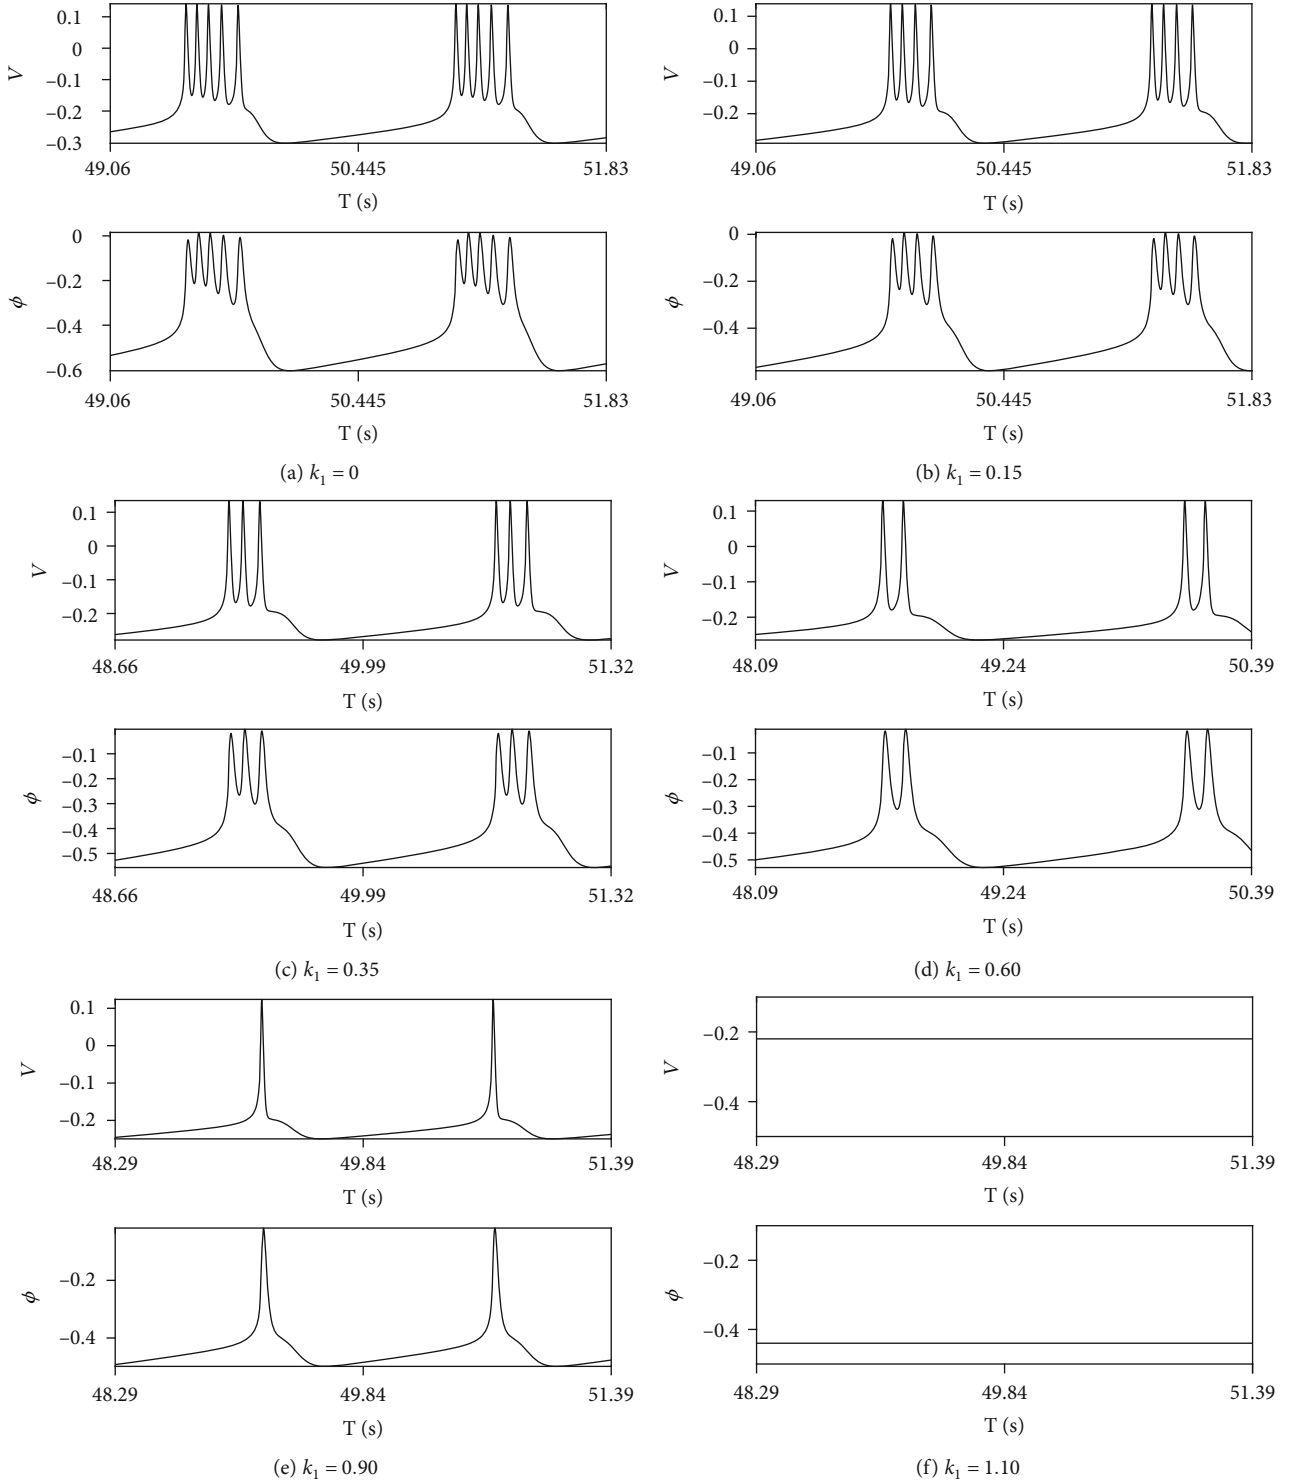 0.1
0
−0.1
−0.2
−0.3
V
49.06 50.445 51.83
T (s)
0
−0.2
−0.4
−0.6
ϕ
49.06 50.445 51.83
T (s)
(a) k1 = 0
0.1
0
−0.1
−0.2
V
49.06 50.445 51.83
T (s)
0
−0.2
−0.4
ϕ
49.06 50.445 51.83
T (s)
(b) k1 = 0.15
0.1
0
−0.1
−0.2
V
48.66 49.99 51.32
T (s)
−0.1
−0.2
−0.3
−0.4
−0.5
ϕ
48.66 49.99 51.32
T (s)
(c) k1 = 0.35
0.1
0
−0.1
−0.2
V
48.09 49.24 50.39
T (s)
−0.1
−0.2
−0.3
−0.4
−0.5
ϕ
48.09 49.24 50.39
T (s)
(d) k1 = 0.60
0.1
0
−0.1
−0.2
V
48.29 49.84 51.39
T (s)
−0.2
−0.4
ϕ
48.29 49.84 51.39
T (s)
(e) k1 = 0.90
−0.2
−0.4
V
48.29 49.84 51.39
T (s)
−0.2
−0.4
ϕ
48.29 49.84 51.39
T (s)
(f) k1 = 1.10